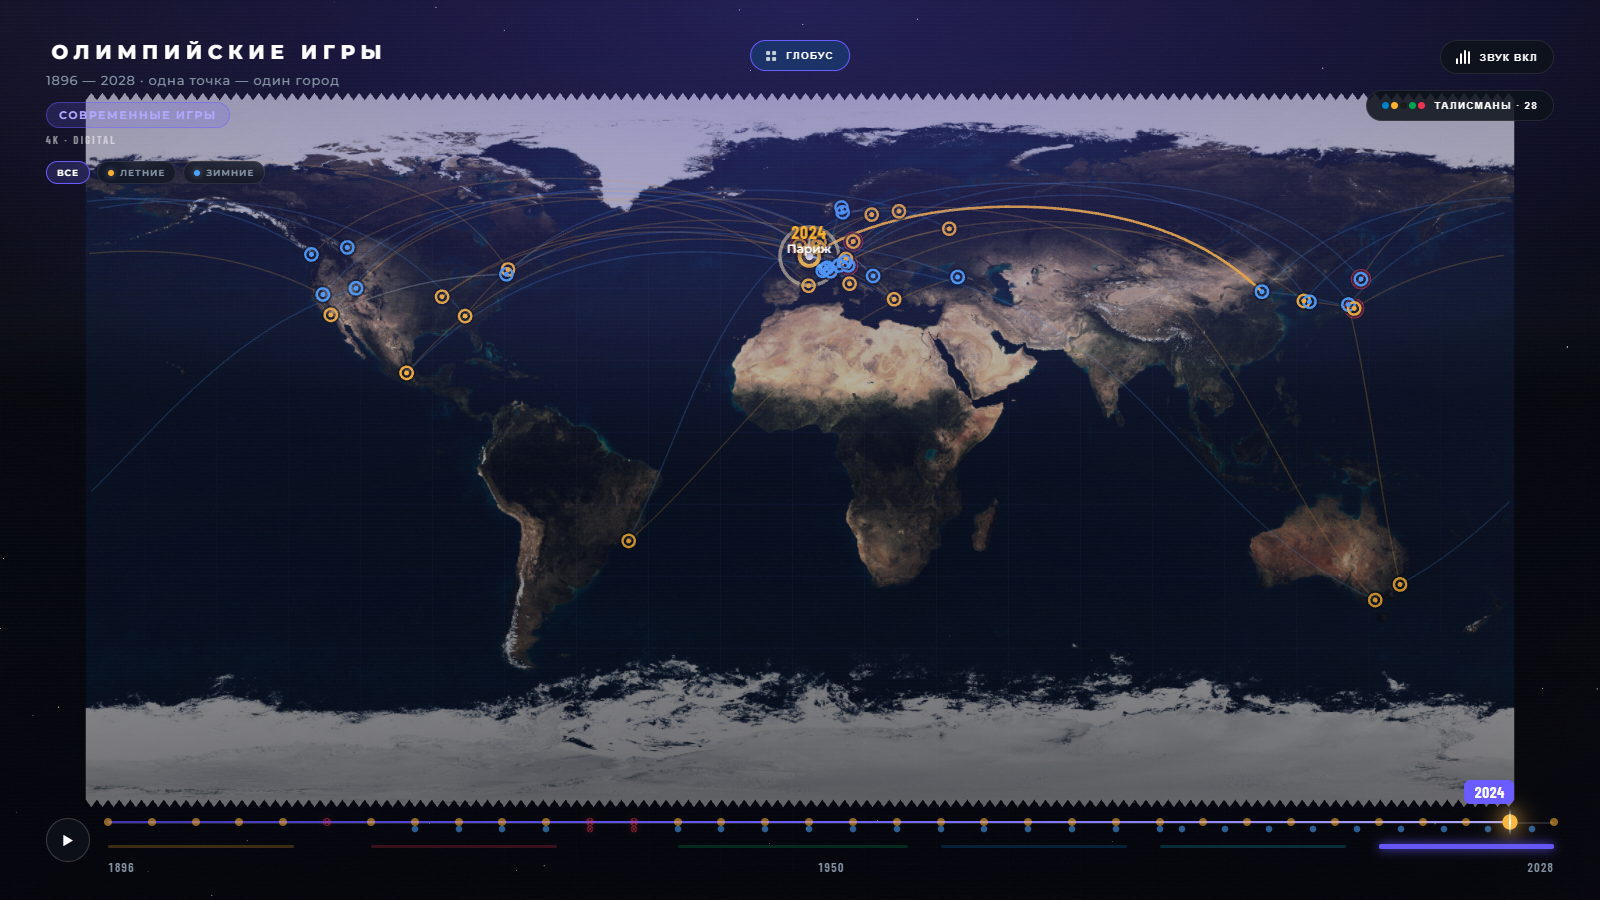 ОЛИМПИЙСКИЕ ИГРЫ
1896 — 2028 · одна точка — один город
СОВРЕМЕННЫЕ ИГРЫ
4K · DIGITAL
ВСЕ
ЛЕТНИЕ
ЗИМНИЕ
ГЛОБУС
ЗВУК ВКЛ
ТАЛИСМАНЫ · 28
2024
Париж
2024
1896
1950
2028